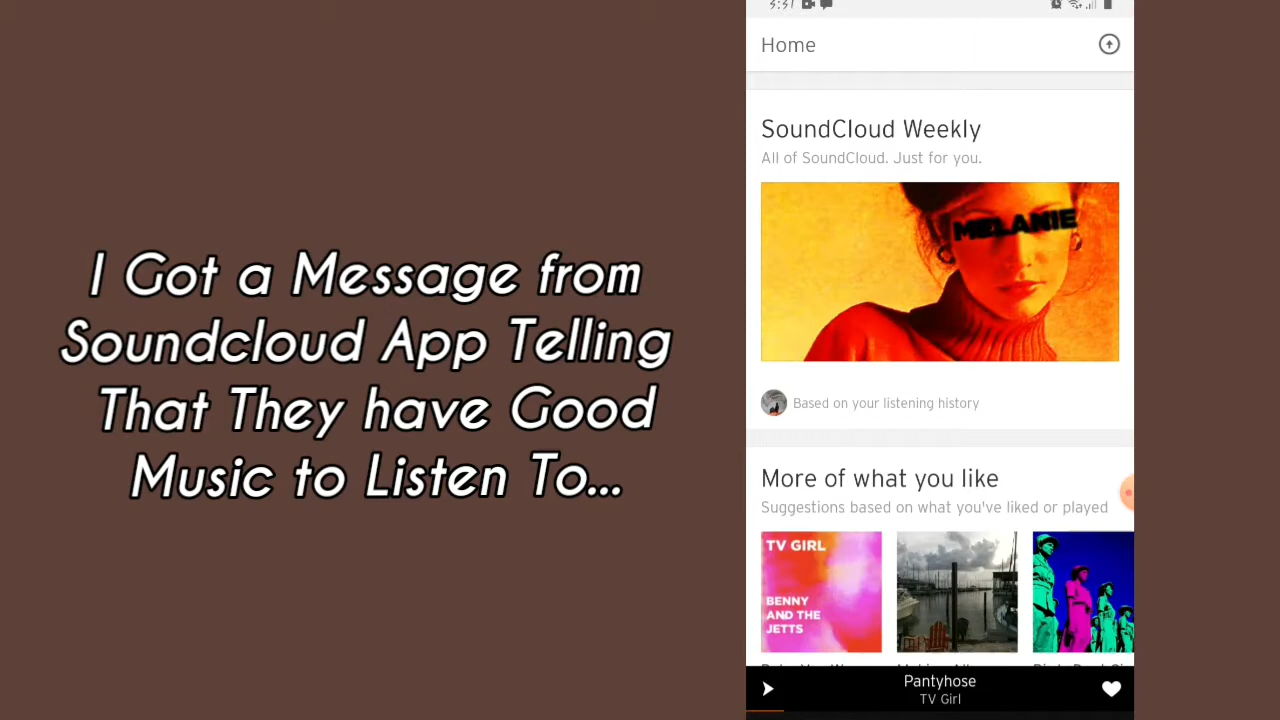 I Got a Message from
Soundcloud App Telling
That They have Good
Music to Listen To...
Home
SoundCloud Weekly
All of SoundCloud. Just for you.
MELANIE
Based on your listening history
More of what you like
Suggestions based on what you've liked or played
TV GIRL
BENNY
AND THE
JETTS
Pantyhose
TV Girl